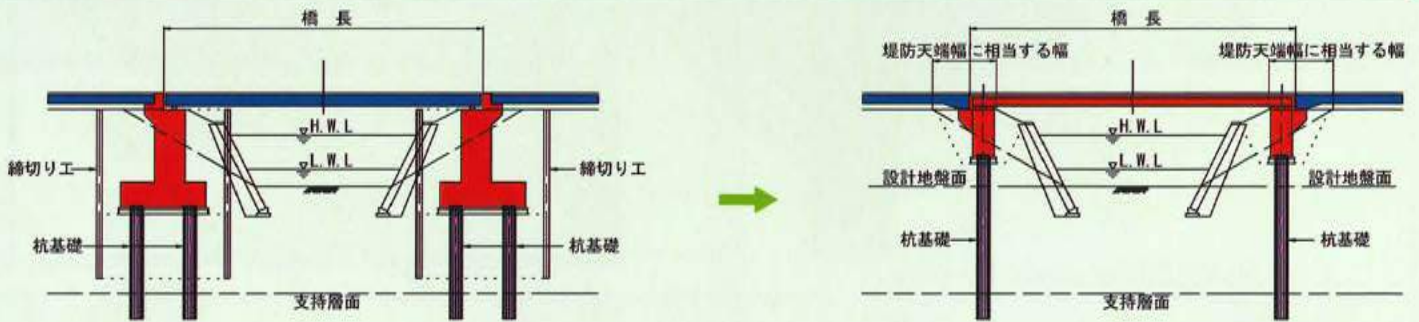 橋 長
H.W.L
L.W.L
締切り工
締切り工
杭基礎
杭基礎
支持層面
橋 長
堤防天端幅に相当する幅
堤防天端幅に相当する幅
H.W.L
L.W.L
設計地盤面
設計地盤面
杭基礎
杭基礎
支持層面